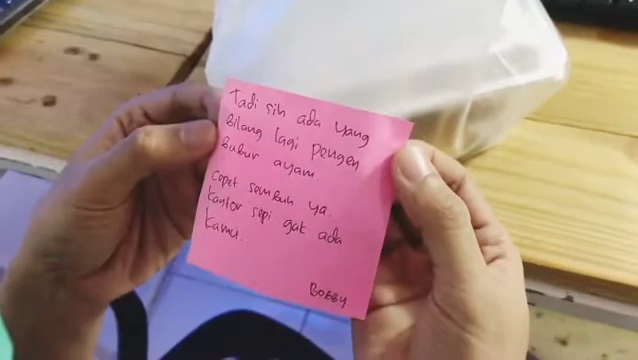 Tadi sih ada yang
bilang lagi pengen
bubur ayam.
Cepet sembuh ya.
Kantor sepi gak ada
kamu.
BOBBY